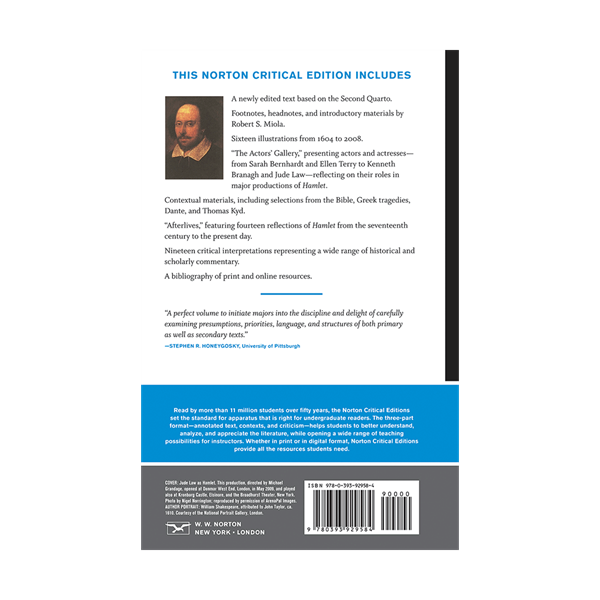 THIS NORTON CRITICAL EDITION INCLUDES
A newly edited text based on the Second Quarto.
Footnotes, headnotes, and introductory materials by
Robert S. Miola.
Sixteen illustrations from 1604 to 2008.
“The Actors’ Gallery,” presenting actors and actresses—
from Sarah Bernhardt and Ellen Terry to Kenneth
Branagh and Jude Law—reflecting on their roles in
major productions of Hamlet.
Contextual materials, including selections from the Bible, Greek tragedies,
Dante, and Thomas Kyd.
“Afterlives,” featuring fourteen reflections of Hamlet from the seventeenth
century to the present day.
Nineteen critical interpretations representing a wide range of historical and
scholarly commentary.
A bibliography of print and online resources.
“A perfect volume to initiate majors into the discipline and delight of carefully
examining presumptions, priorities, language, and structures of both primary
as well as secondary texts.”
—STEPHEN R. HONEYGOSKY, University of Pittsburgh
Read by more than 11 million students over fifty years, the Norton Critical Editions
set the standard for apparatus that is right for undergraduate readers. The three-part
format—annotated text, contexts, and criticism—helps students to better understand,
analyze, and appreciate the literature, while opening a wide range of teaching
possibilities for instructors. Whether in print or in digital format, Norton Critical Editions
provide all the resources students need.
COVER: Jude Law as Hamlet. This production, directed by Michael
Grandage, opened at Donmar West End, London, in May 2009, and played
also at Kronborg Castle, Elsinore, and the Broadhurst Theater, New York.
Photo by Nigel Norrington; reproduced by permission of ArenaPal Images.
AUTHOR PORTRAIT: William Shakespeare, attributed to John Taylor, ca.
1610. Courtesy of the National Portrait Gallery, London.
W. W. NORTON
NEW YORK • LONDON
ISBN 978-0-393-92958-4
90000
9 780393 929584